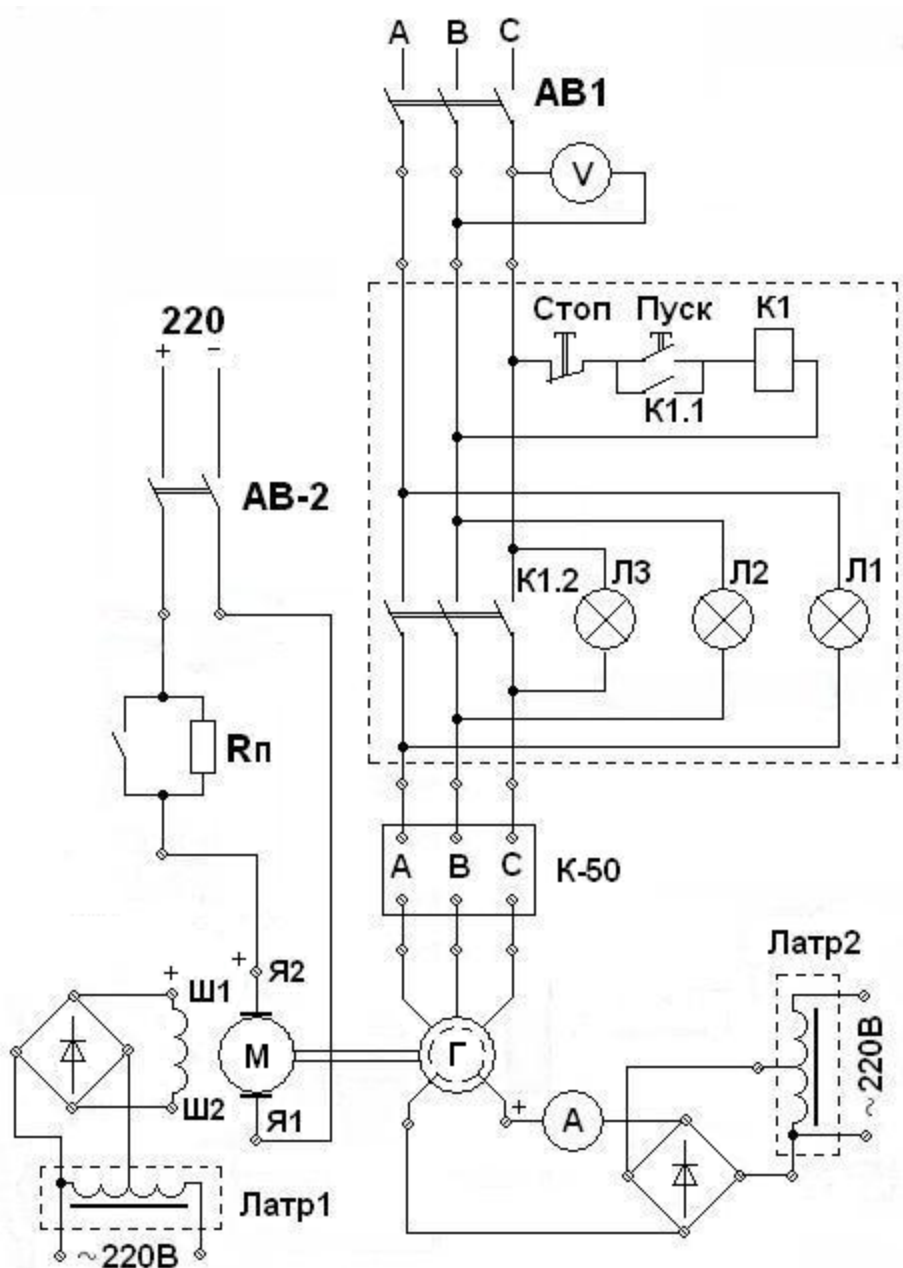 A B C
АВ1
V
Стоп Пуск К1
К1.1
220
+ −
АВ-2
К1.2 Л3 Л2 Л1
Rп
A B C
К-50
Латр2
+ Я2
+ Ш1
М
Г
~220В
Ш2
Я1
+ А
Латр1
~220В